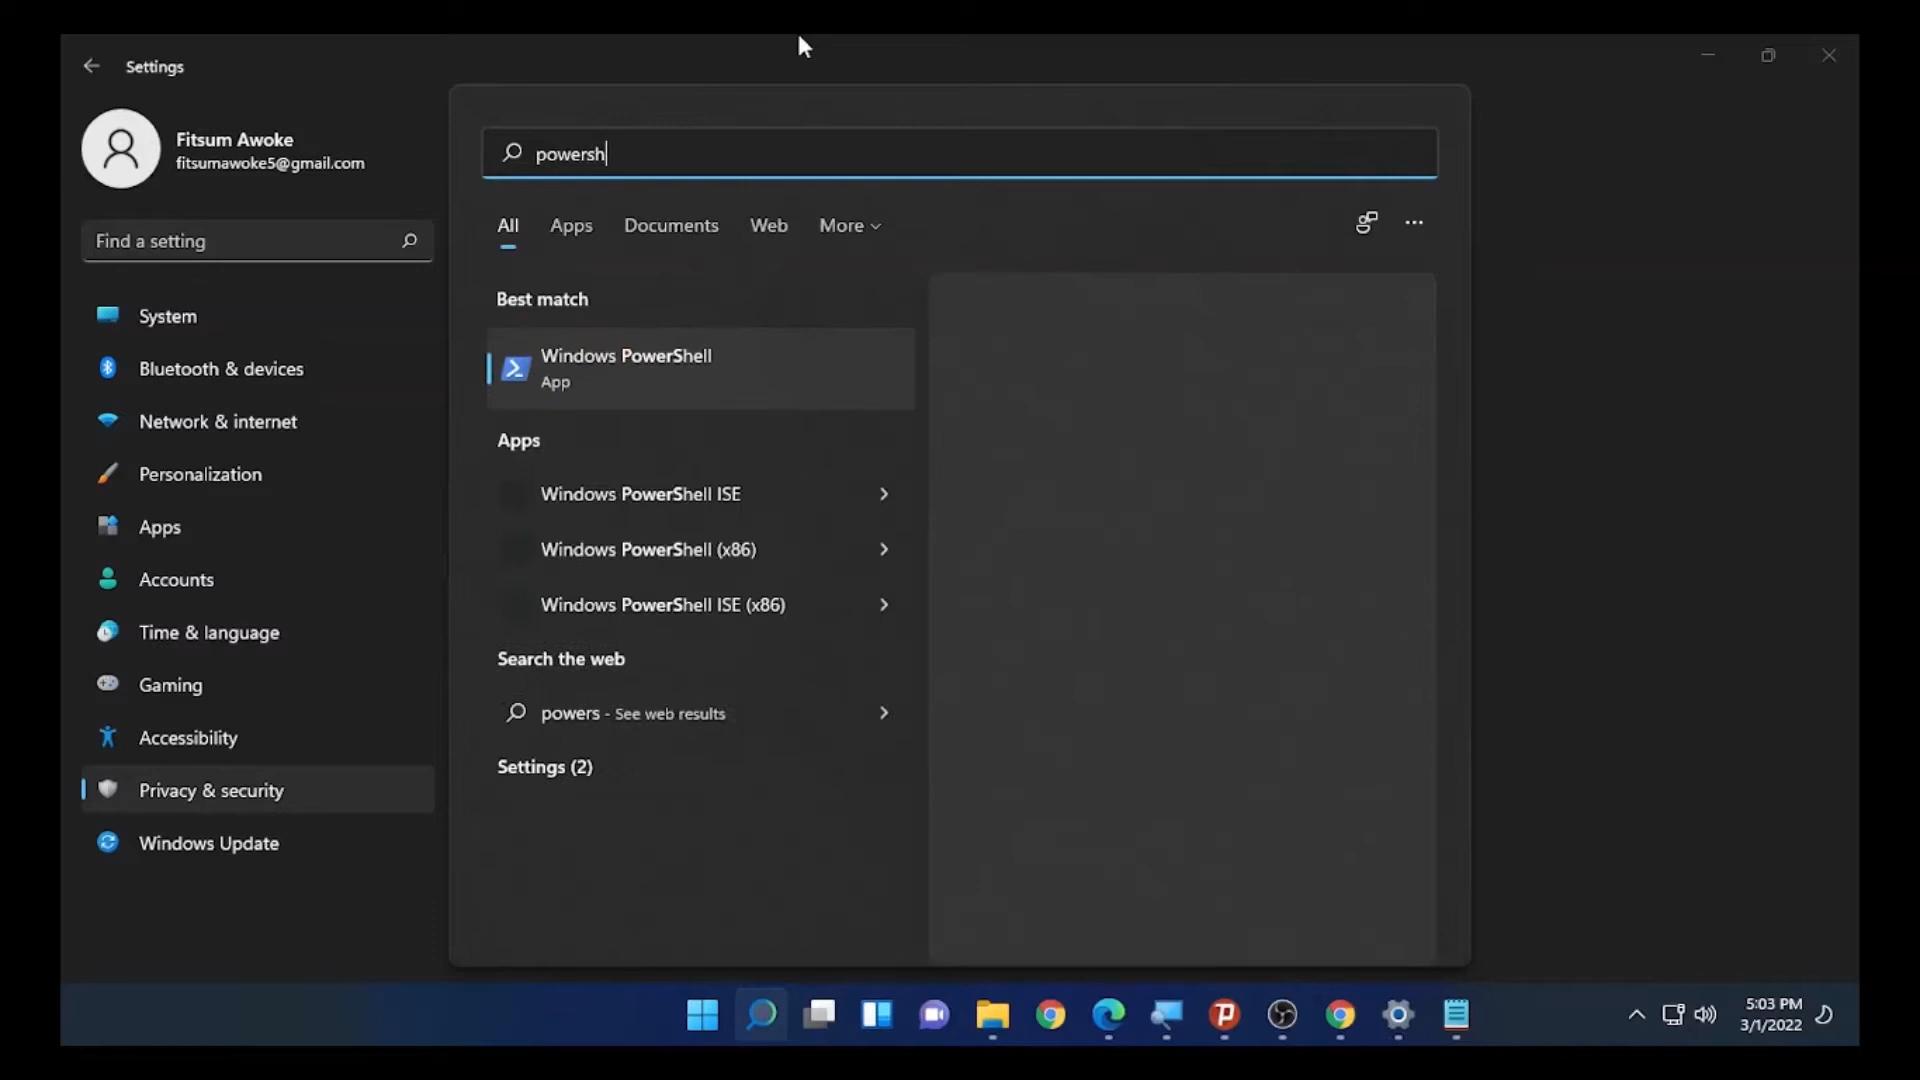 Settings
Fitsum Awoke
fitsumawoke5@gmail.com
Find a setting
System
Bluetooth & devices
Network & internet
Personalization
Apps
Accounts
Time & language
Gaming
Accessibility
Privacy & security
Windows Update
powersh
All Apps Documents Web More
Best match
Windows PowerShell
App
Apps
Windows PowerShell ISE
Windows PowerShell (x86)
Windows PowerShell ISE (x86)
Search the web
powers - See web results
Settings (2)
5:03 PM
3/1/2022